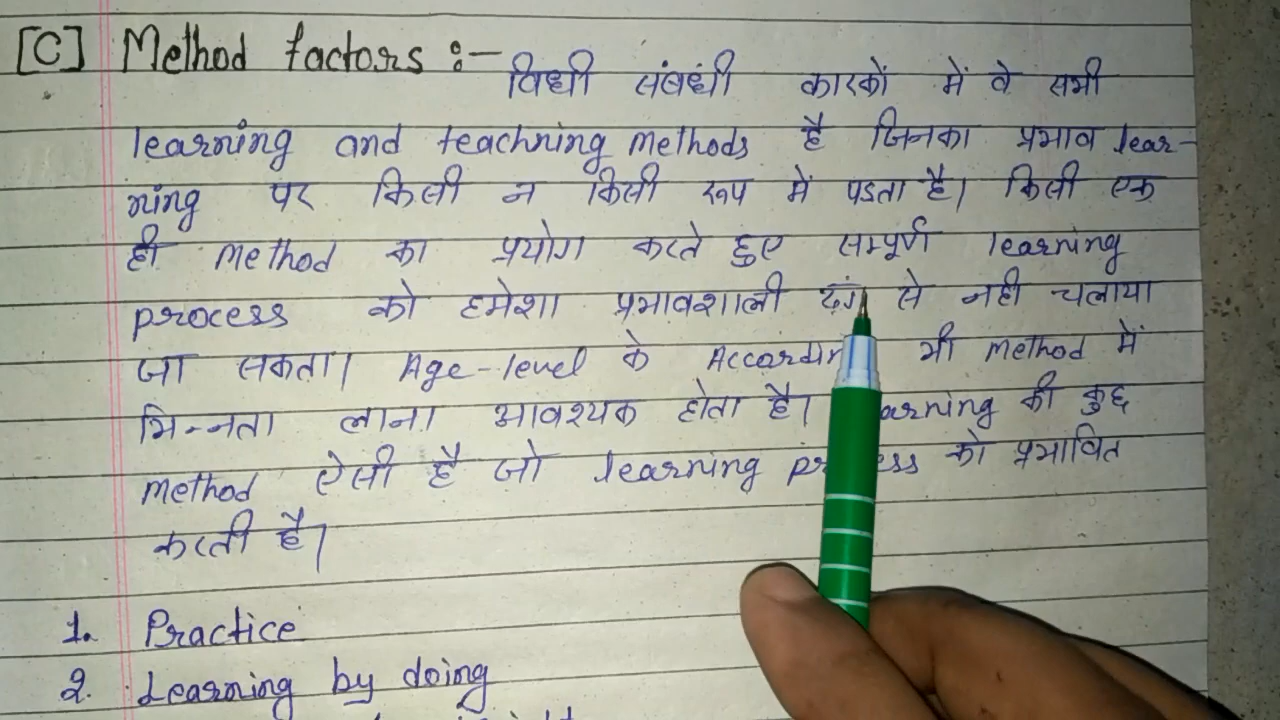 [C] Method factors :-
विधी संबंधी कारकों में वे सभी
learning and teachning methods है जिनका प्रभाव lear-
ning पर किसी न किसी रूप में पडता है। किसी एक
ही method का प्रयोग करते हुए सम्पूर्ण learning
process को हमेशा प्रभावशाली ढंग से नही चलाया
जा सकता। Age-level के भी method में
भिन्नता लाना आवश्यक होता है। की कुछ
method ऐसी है जो learning को प्रभावित
करती है।
1. Practice
2. Learning by doing